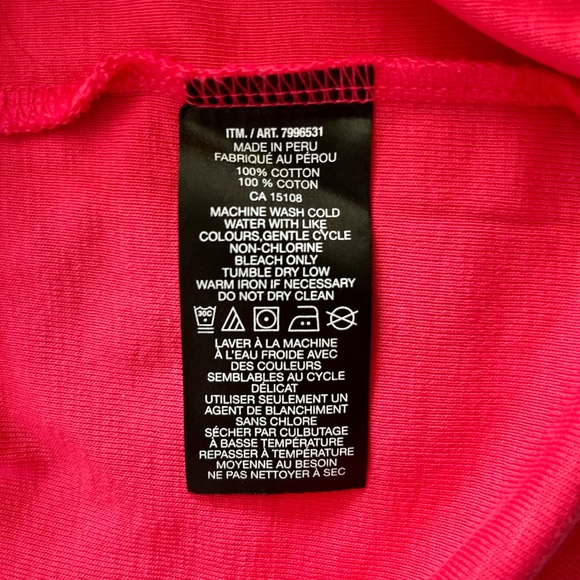 ITM. / ART. 7996531
MADE IN PERU
FABRIQUÉ AU PÉROU
100% COTTON
100 % COTON
CA 15108
MACHINE WASH COLD
WATER WITH LIKE
COLOURS,GENTLE CYCLE
NON-CHLORINE
BLEACH ONLY
TUMBLE DRY LOW
WARM IRON IF NECESSARY
DO NOT DRY CLEAN
30C
LAVER À LA MACHINE
À L'EAU FROIDE AVEC
DES COULEURS
SEMBLABLES AU CYCLE
DÉLICAT
UTILISER SEULEMENT UN
AGENT DE BLANCHIMENT
SANS CHLORE
SÉCHER PAR CULBUTAGE
À BASSE TEMPÉRATURE
REPASSER À TEMPÉRATURE
MOYENNE AU BESOIN
NE PAS NETTOYER À SEC